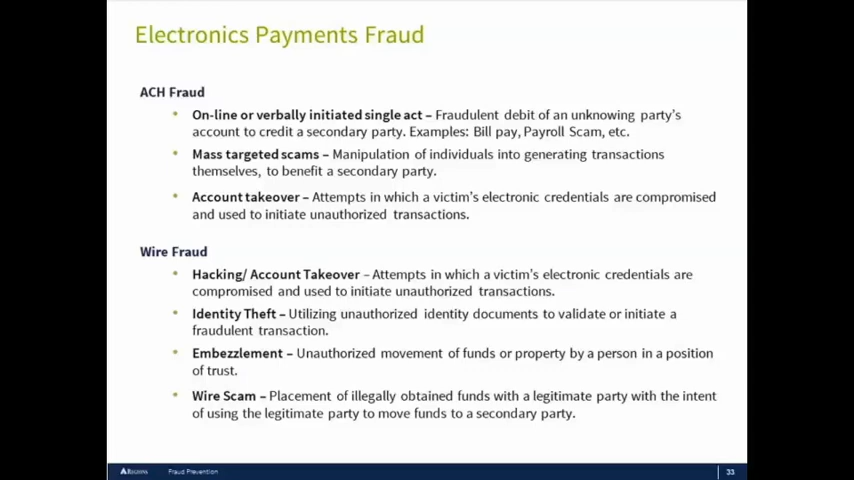 Electronics Payments Fraud
ACH Fraud
• On-line or verbally initiated single act – Fraudulent debit of an unknowing party's
account to credit a secondary party. Examples: Bill pay, Payroll Scam, etc.
• Mass targeted scams – Manipulation of individuals into generating transactions
themselves, to benefit a secondary party.
• Account takeover – Attempts in which a victim's electronic credentials are compromised
and used to initiate unauthorized transactions.
Wire Fraud
• Hacking/ Account Takeover – Attempts in which a victim's electronic credentials are
compromised and used to initiate unauthorized transactions.
• Identity Theft – Utilizing unauthorized identity documents to validate or initiate a
fraudulent transaction.
• Embezzlement – Unauthorized movement of funds or property by a person in a position
of trust.
• Wire Scam – Placement of illegally obtained funds with a legitimate party with the intent
of using the legitimate party to move funds to a secondary party.
REGIONS Fraud Prevention 33